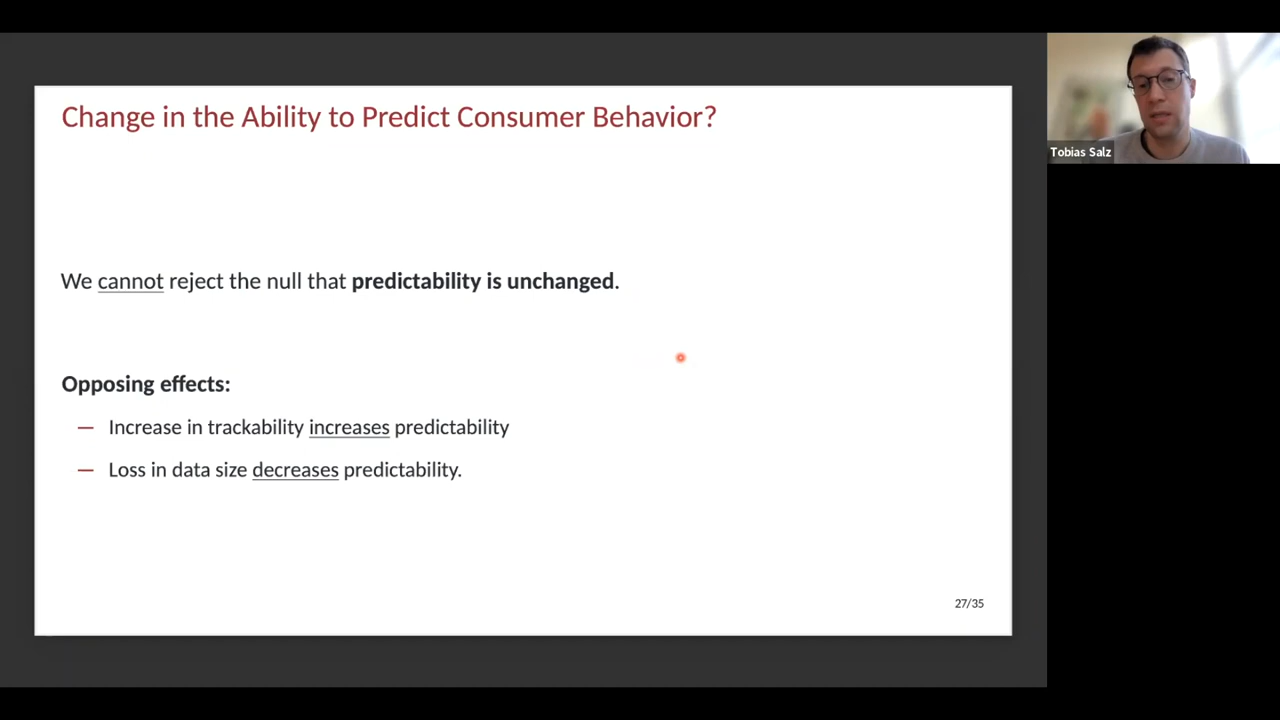 Change in the Ability to Predict Consumer Behavior?
We cannot reject the null that predictability is unchanged.
Opposing effects:
— Increase in trackability increases predictability
— Loss in data size decreases predictability.
27/35
Tobias Salz